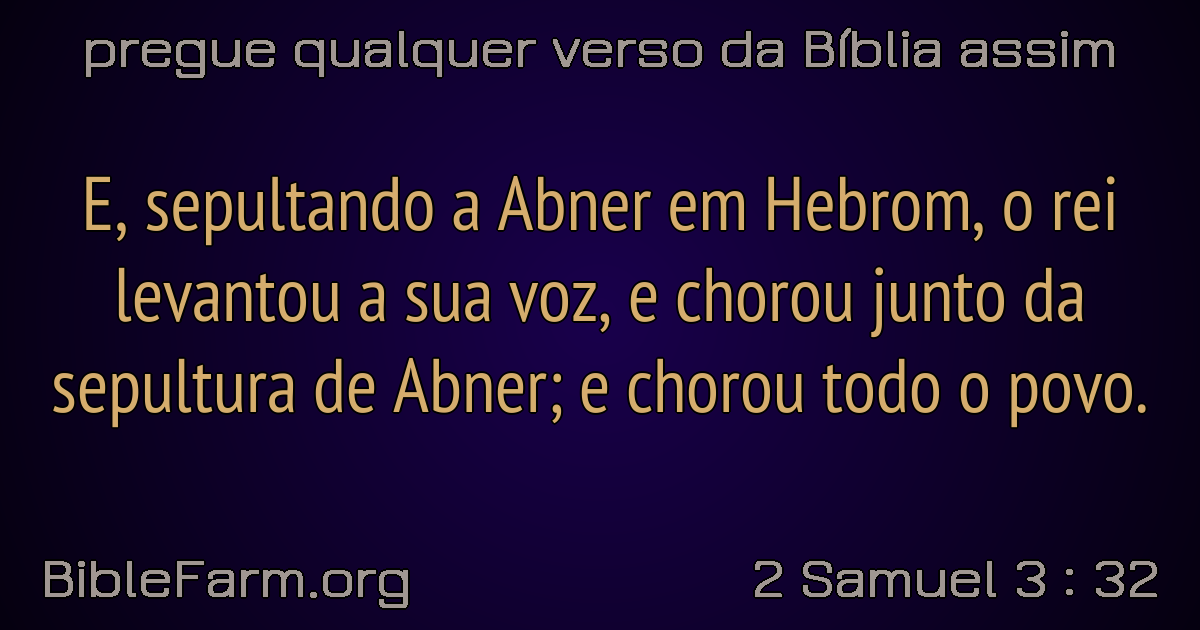 pregue qualquer verso da Bíblia assim
E, sepultando a Abner em Hebrom, o rei
levantou a sua voz, e chorou junto da
sepultura de Abner; e chorou todo o povo.
BibleFarm.org
2 Samuel 3 : 32